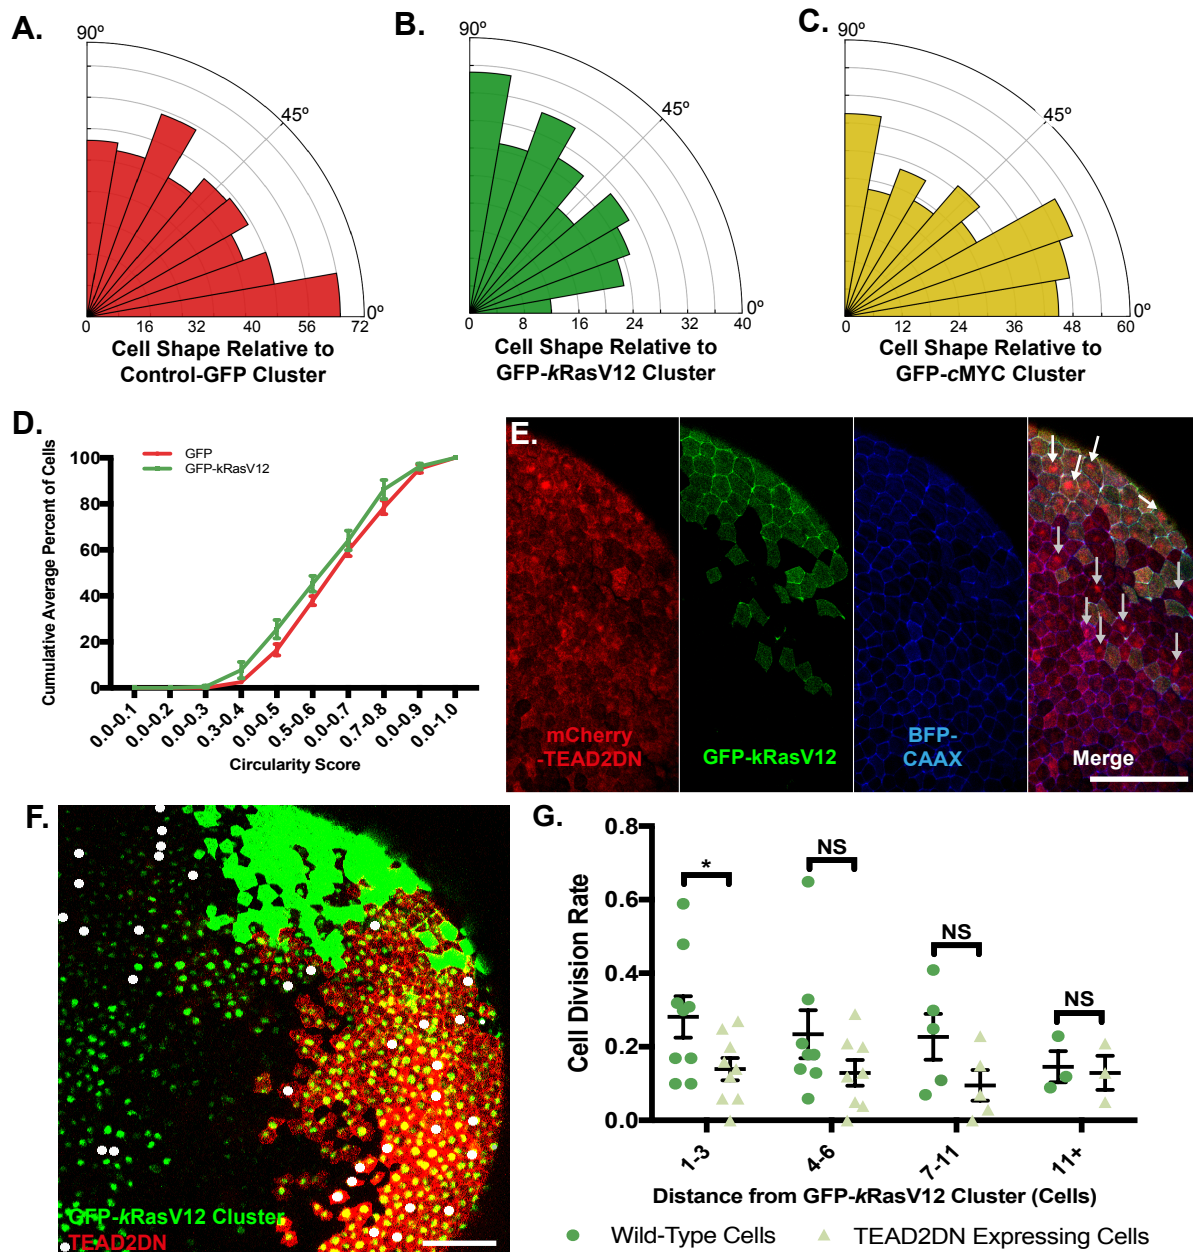 A.
90º
45º
0º
0 16 32 40 56 72
Cell Shape Relative to
Control-GFP Cluster
B.
90º
45º
0º
0 8 16 24 32 40
Cell Shape Relative to
GFP-kRasV12 Cluster
C.
90º
45º
0º
0 12 24 36 48 60
Cell Shape Relative to
GFP-cMYC Cluster
D.
GFP
GFP-kRasV12
Cumulative Average Percent of Cells
100
80
60
40
20
0
0.0-0.1
0.0-0.2
0.0-0.3
0.3-0.4
0.0-0.5
0.5-0.6
0.0-0.7
0.7-0.8
0.0-0.9
0.0-1.0
Circularity Score
E.
mCherry
-TEAD2DN
GFP-kRasV12
BFP-
CAAX
Merge
F.
GFP-kRasV12 Cluster
TEAD2DN
G.
Cell Division Rate
0.8
0.6
0.4
0.2
0.0
*
NS
NS
NS
1-3
4-6
7-11
11+
Distance from GFP-kRasV12 Cluster (Cells)
Wild-Type Cells
TEAD2DN Expressing Cells